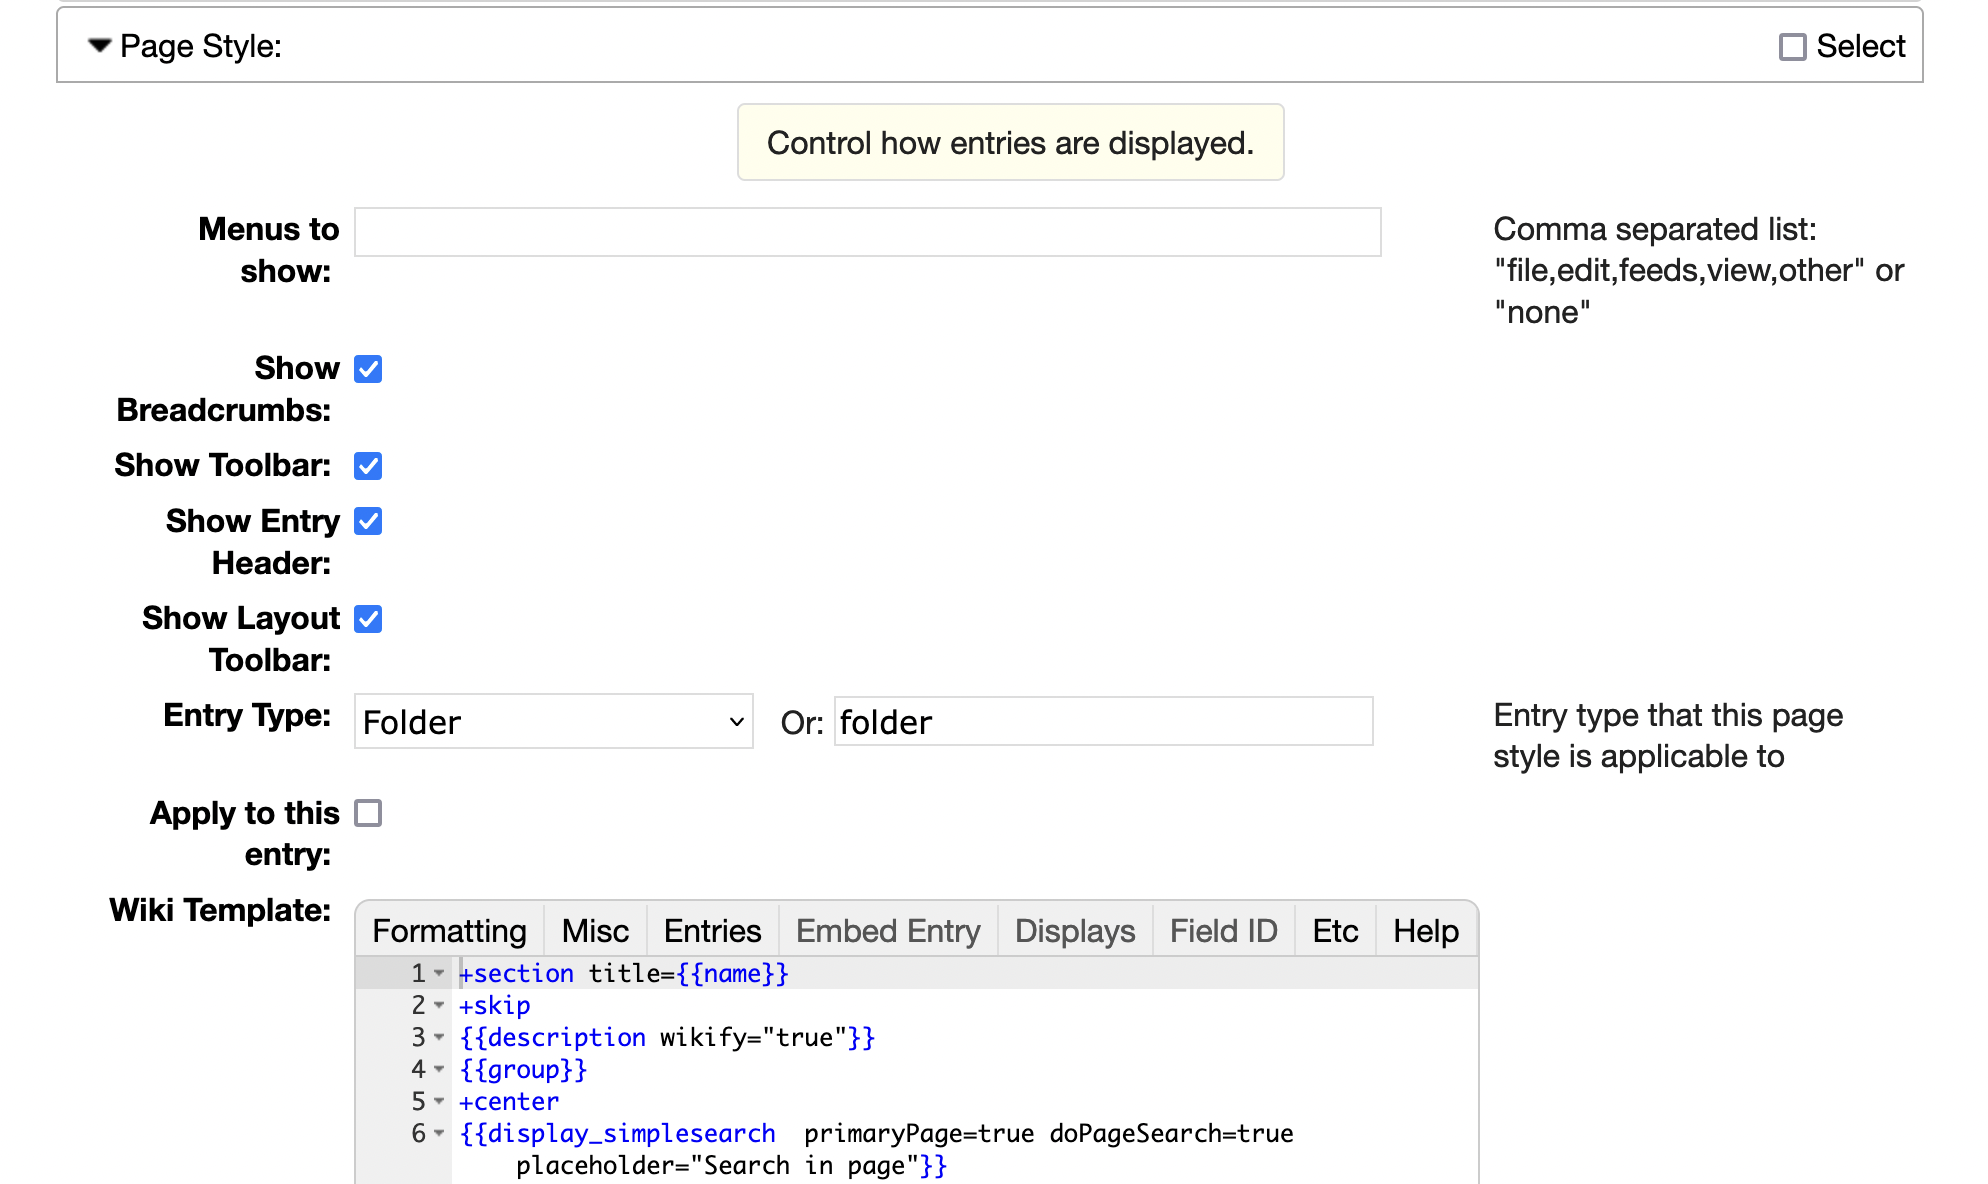 Page Style:
Select
Control how entries are displayed.
Menus to
show:
Comma separated list:
"file,edit,feeds,view,other" or
"none"
Show
Breadcrumbs:
Show Toolbar:
Show Entry
Header:
Show Layout
Toolbar:
Entry Type: Folder Or: folder
Entry type that this page
style is applicable to
Apply to this
entry:
Wiki Template:
Formatting Misc Entries Embed Entry Displays Field ID Etc Help
1 +section title={{name}}
2 +skip
3 {{description wikify="true"}}
4 {{group}}
5 +center
6 {{display_simplesearch  primaryPage=true doPageSearch=true
placeholder="Search in page"}}